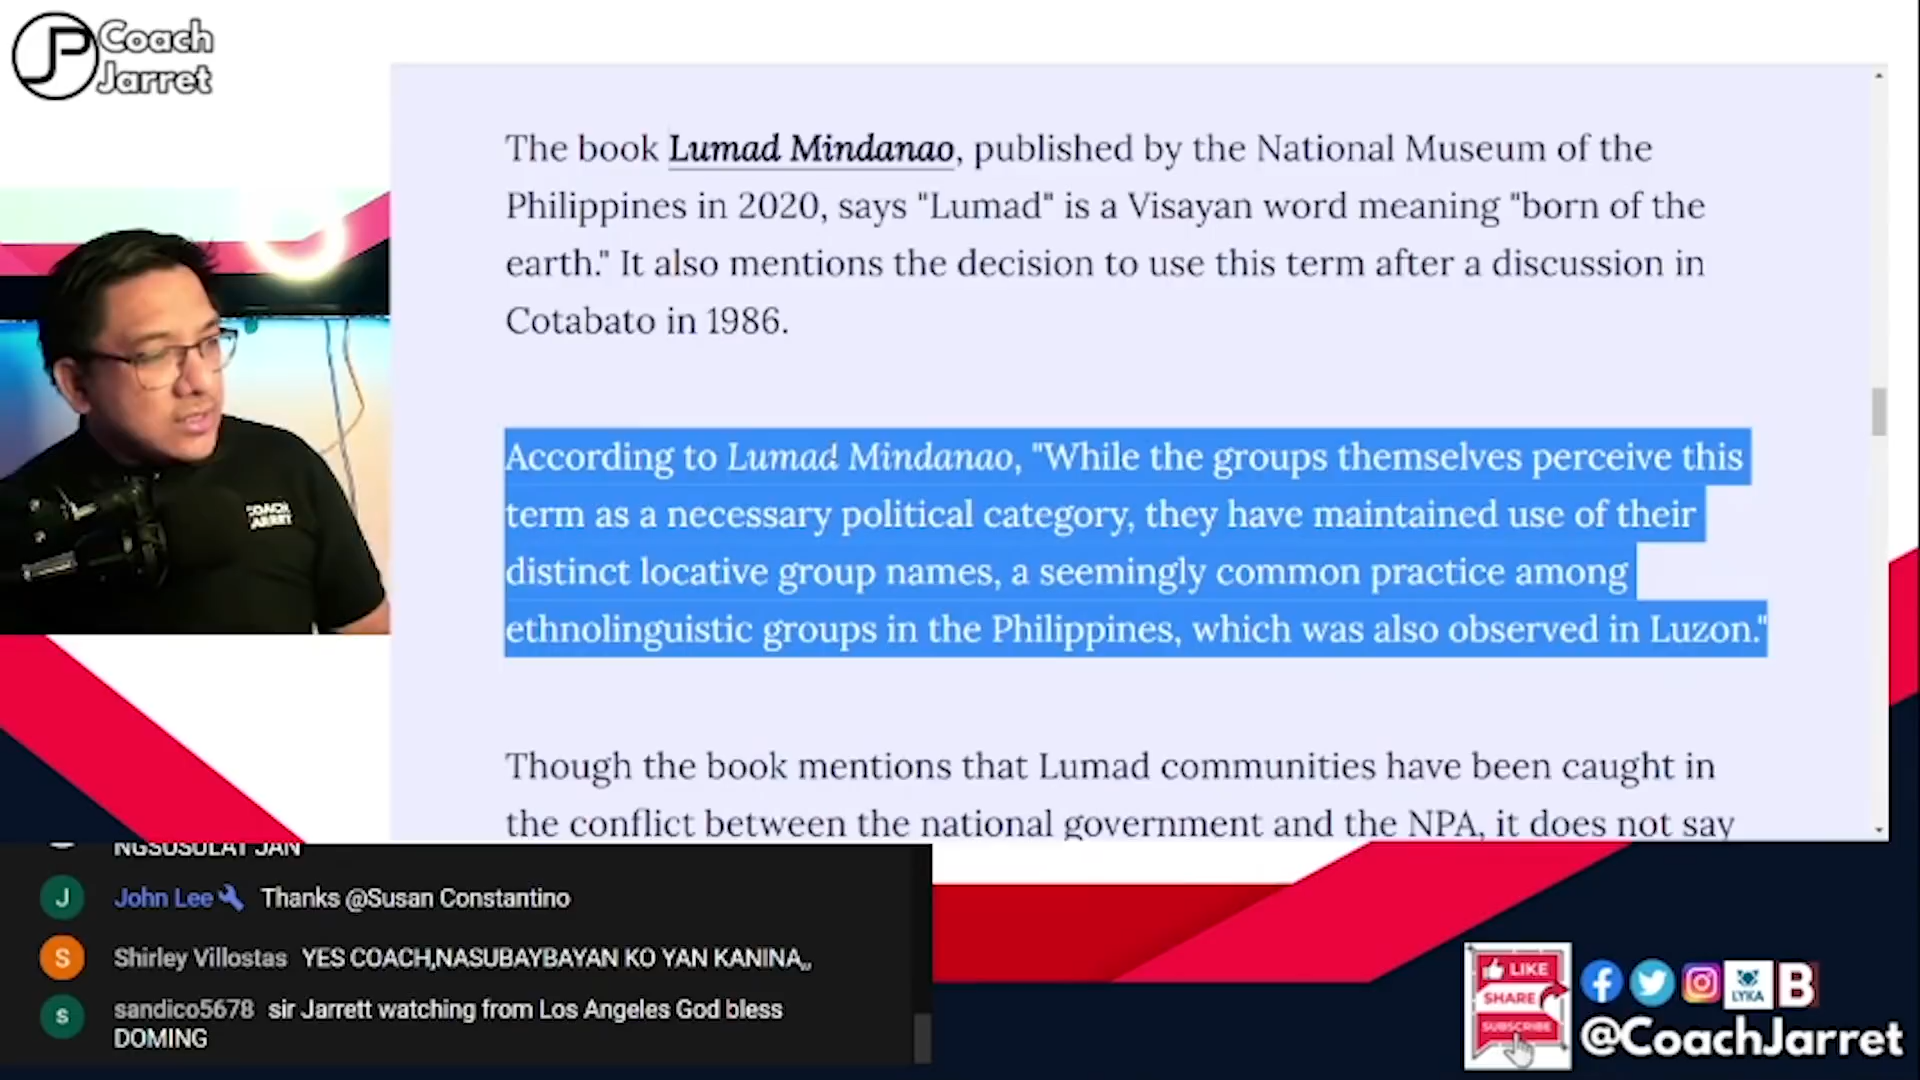 Coach
Jarret
The book Lumad Mindanao, published by the National Museum of the
Philippines in 2020, says "Lumad" is a Visayan word meaning "born of the
earth." It also mentions the decision to use this term after a discussion in
Cotabato in 1986.
According to Lumad Mindanao, "While the groups themselves perceive this
term as a necessary political category, they have maintained use of their
distinct locative group names, a seemingly common practice among
ethnolinguistic groups in the Philippines, which was also observed in Luzon."
Though the book mentions that Lumad communities have been caught in
the conflict between the national government and the NPA, it does not say
COACH
JARRET
NGSUSULAT JAN
J John Lee Thanks @Susan Constantino
S Shirley Villostas YES COACH,NASUBAYBAYAN KO YAN KANINA,,
s sandico5678 sir Jarrett watching from Los Angeles God bless
DOMING
LIKE
SHARE
SUBSCRIBE
LYKA
B
@CoachJarret